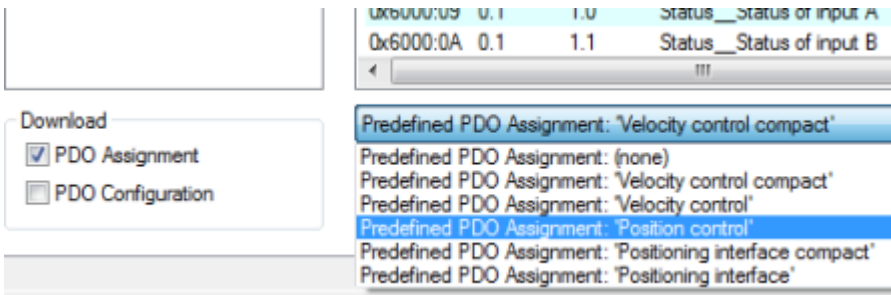 0x6000:09 0.1 1.0 Status__Status of input A
0x6000:0A 0.1 1.1 Status__Status of input B
Download
PDO Assignment
PDO Configuration
Predefined PDO Assignment: 'Velocity control compact'
Predefined PDO Assignment: (none)
Predefined PDO Assignment: 'Velocity control compact'
Predefined PDO Assignment: 'Velocity control'
Predefined PDO Assignment: 'Position control'
Predefined PDO Assignment: 'Positioning interface compact'
Predefined PDO Assignment: 'Positioning interface'